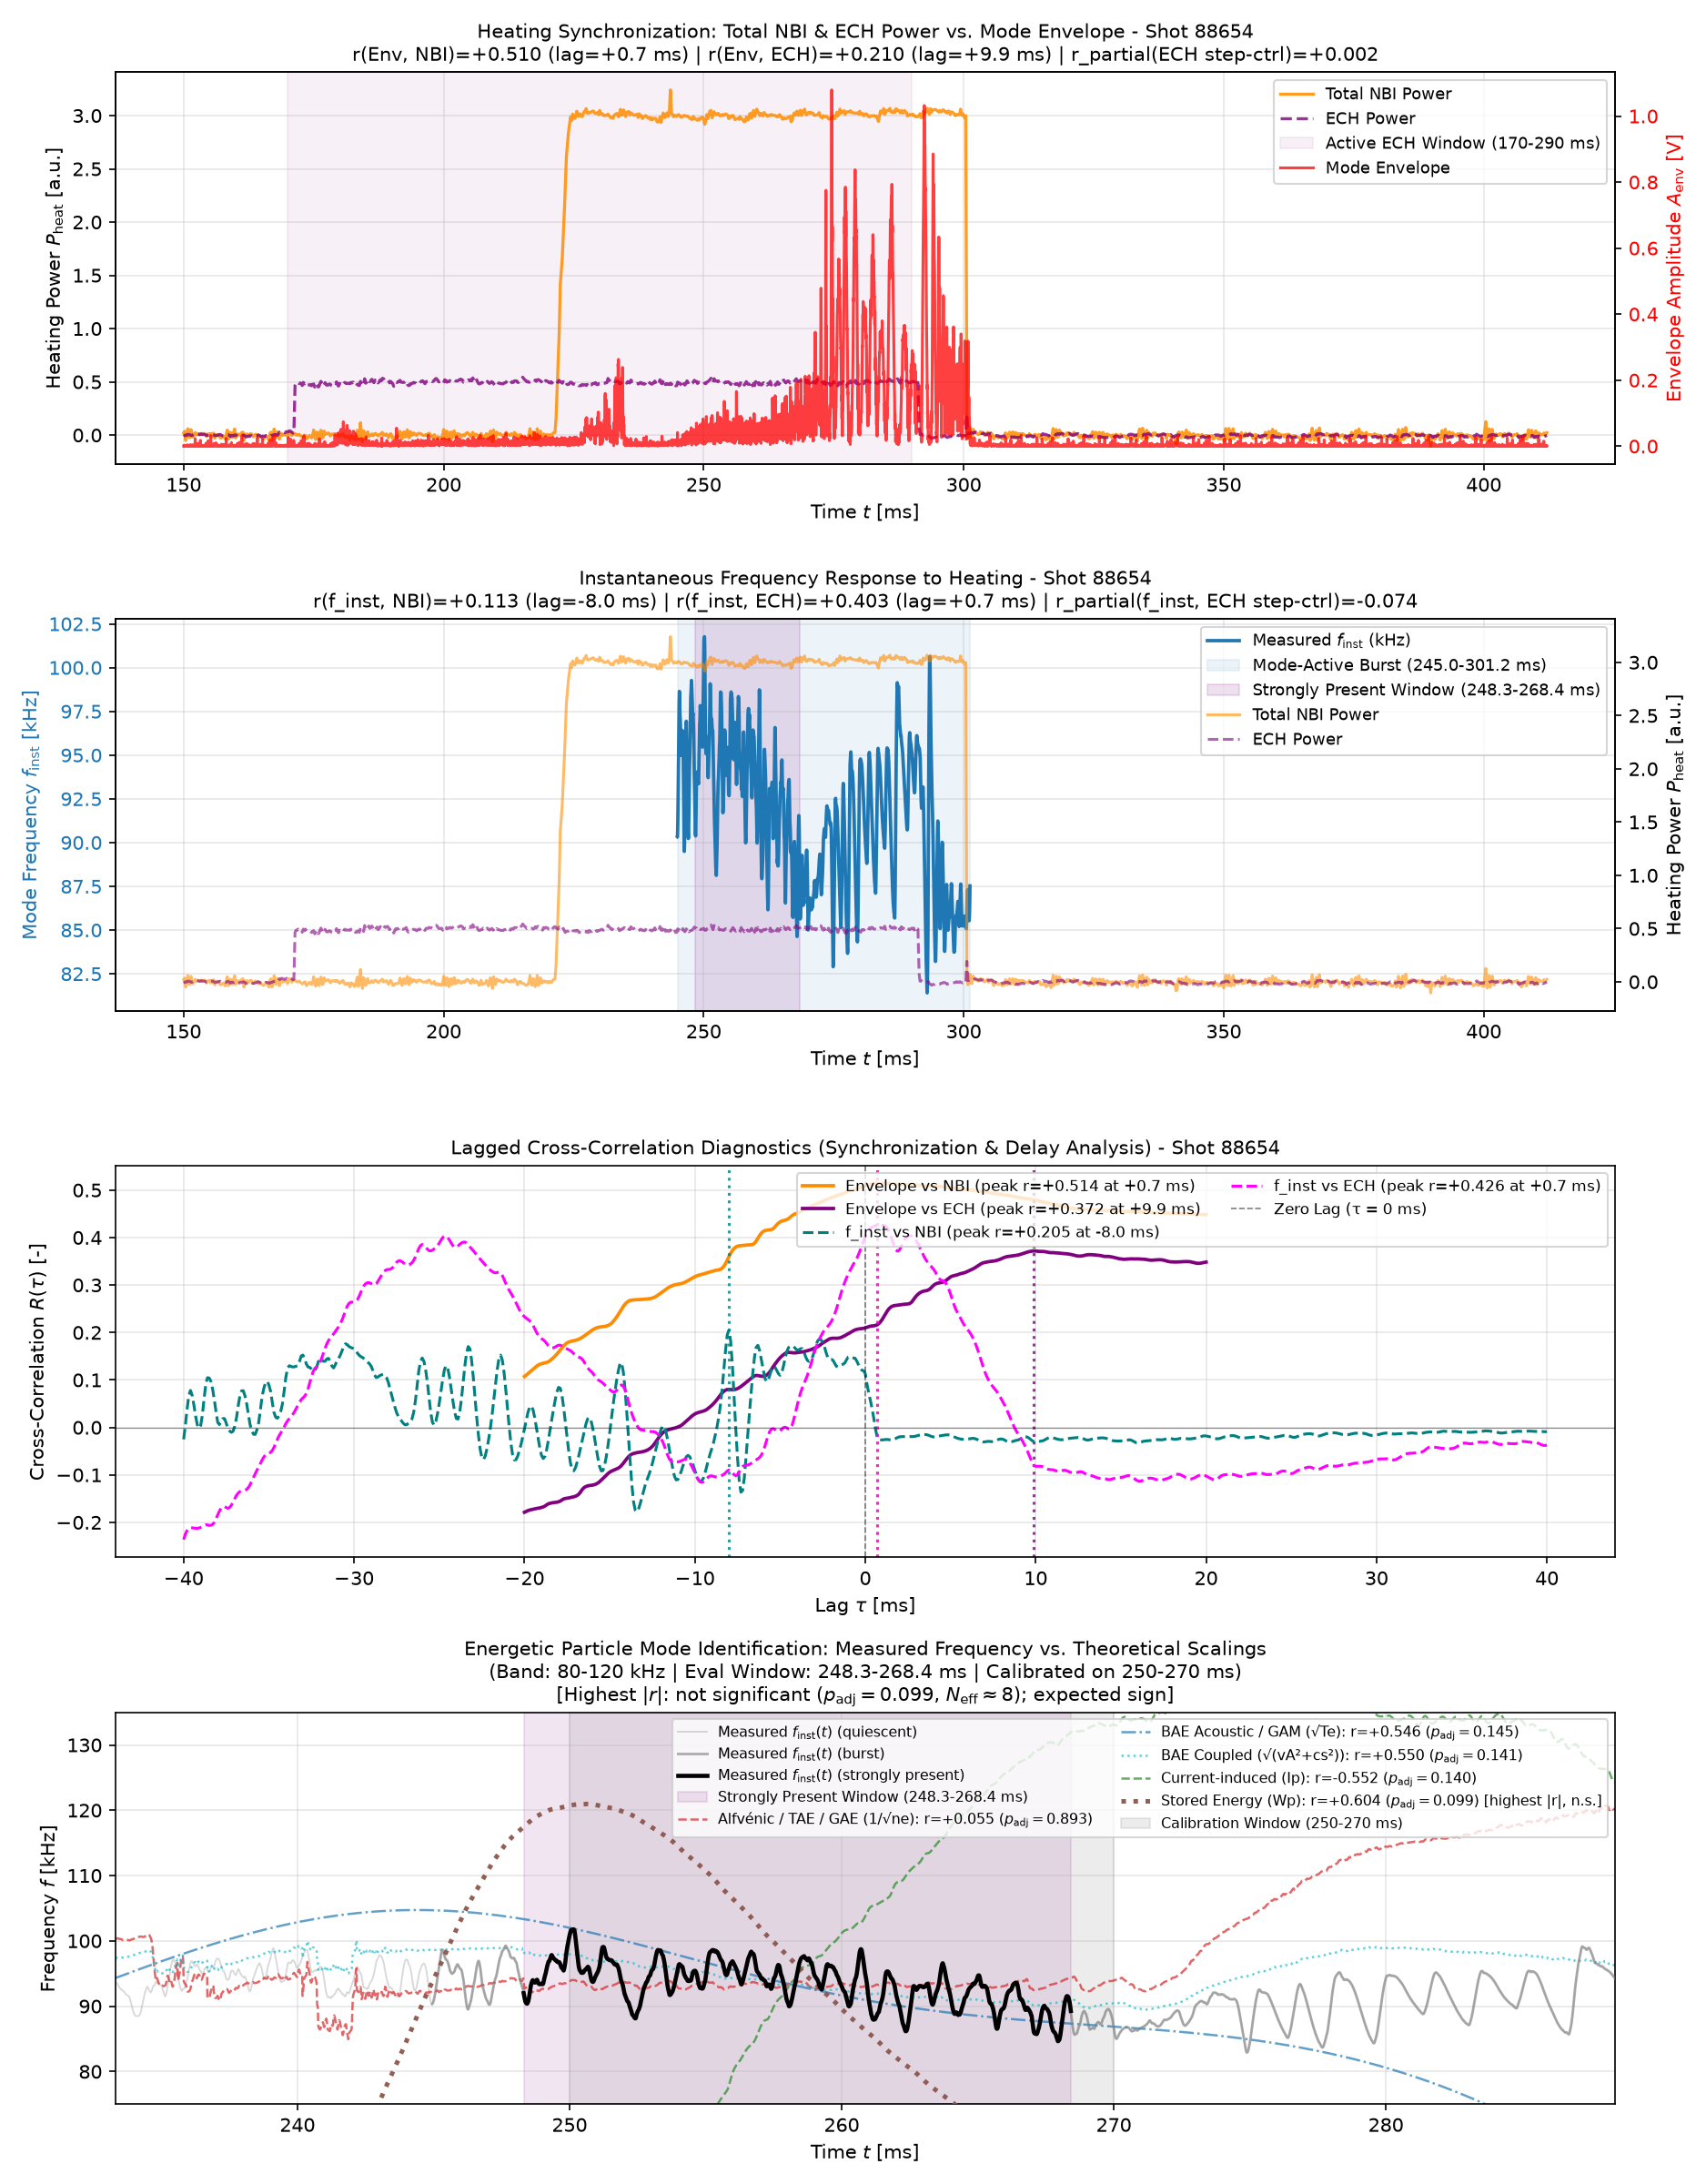 Heating Synchronization: Total NBI & ECH Power vs. Mode Envelope - Shot 88654
r(Env, NBI)=+0.510 (lag=+0.7 ms) | r(Env, ECH)=+0.210 (lag=+9.9 ms) | r_partial(ECH step-ctrl)=+0.002
Heating Power P_heat [a.u.]
3.0
2.5
2.0
1.5
1.0
0.5
0.0
Total NBI Power
ECH Power
Active ECH Window (170-290 ms)
Mode Envelope
1.0
0.8
0.6
0.4
0.2
0.0
Envelope Amplitude A_env [V]
150 200 250 300 350 400
Time t [ms]
Instantaneous Frequency Response to Heating - Shot 88654
r(f_inst, NBI)=+0.113 (lag=-8.0 ms) | r(f_inst, ECH)=+0.403 (lag=+0.7 ms) | r_partial(f_inst, ECH step-ctrl)=-0.074
Mode Frequency f_inst [kHz]
102.5
100.0
97.5
95.0
92.5
90.0
87.5
85.0
82.5
Measured f_inst (kHz)
Mode-Active Burst (245.0-301.2 ms)
Strongly Present Window (248.3-268.4 ms)
Total NBI Power
ECH Power
3.0
2.5
2.0
1.5
1.0
0.5
0.0
Heating Power P_heat [a.u.]
150 200 250 300 350 400
Time t [ms]
Lagged Cross-Correlation Diagnostics (Synchronization & Delay Analysis) - Shot 88654
Cross-Correlation R(τ) [-]
0.5
0.4
0.3
0.2
0.1
0.0
−0.1
−0.2
Envelope vs NBI (peak r=+0.514 at +0.7 ms)
Envelope vs ECH (peak r=+0.372 at +9.9 ms)
f_inst vs NBI (peak r=+0.205 at -8.0 ms)
f_inst vs ECH (peak r=+0.426 at +0.7 ms)
Zero Lag (τ = 0 ms)
−40 −30 −20 −10 0 10 20 30 40
Lag τ [ms]
Energetic Particle Mode Identification: Measured Frequency vs. Theoretical Scalings
(Band: 80-120 kHz | Eval Window: 248.3-268.4 ms | Calibrated on 250-270 ms)
[Highest |r|: not significant (p_adj = 0.099, N_eff ≈ 8); expected sign]
Frequency f [kHz]
130
120
110
100
90
80
Measured f_inst(t) (quiescent)
Measured f_inst(t) (burst)
Measured f_inst(t) (strongly present)
Strongly Present Window (248.3-268.4 ms)
Alfvénic / TAE / GAE (1/√ne): r=+0.055 (p_adj = 0.893)
BAE Acoustic / GAM (√Te): r=+0.546 (p_adj = 0.145)
BAE Coupled (√(vA²+cs²)): r=+0.550 (p_adj = 0.141)
Current-induced (Ip): r=-0.552 (p_adj = 0.140)
Stored Energy (Wp): r=+0.604 (p_adj = 0.099) [highest |r|, n.s.]
Calibration Window (250-270 ms)
240 250 260 270 280
Time t [ms]